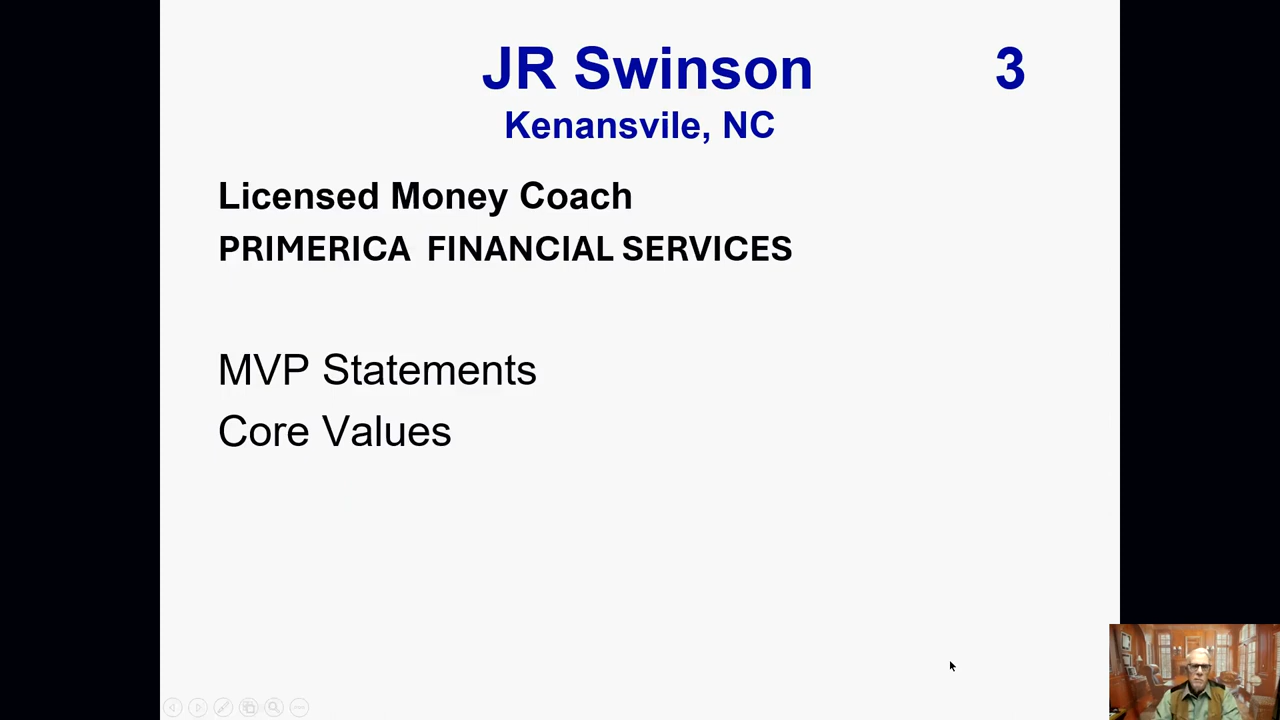 JR Swinson 3
Kenansvile, NC
Licensed Money Coach
PRIMERICA FINANCIAL SERVICES
MVP Statements
Core Values